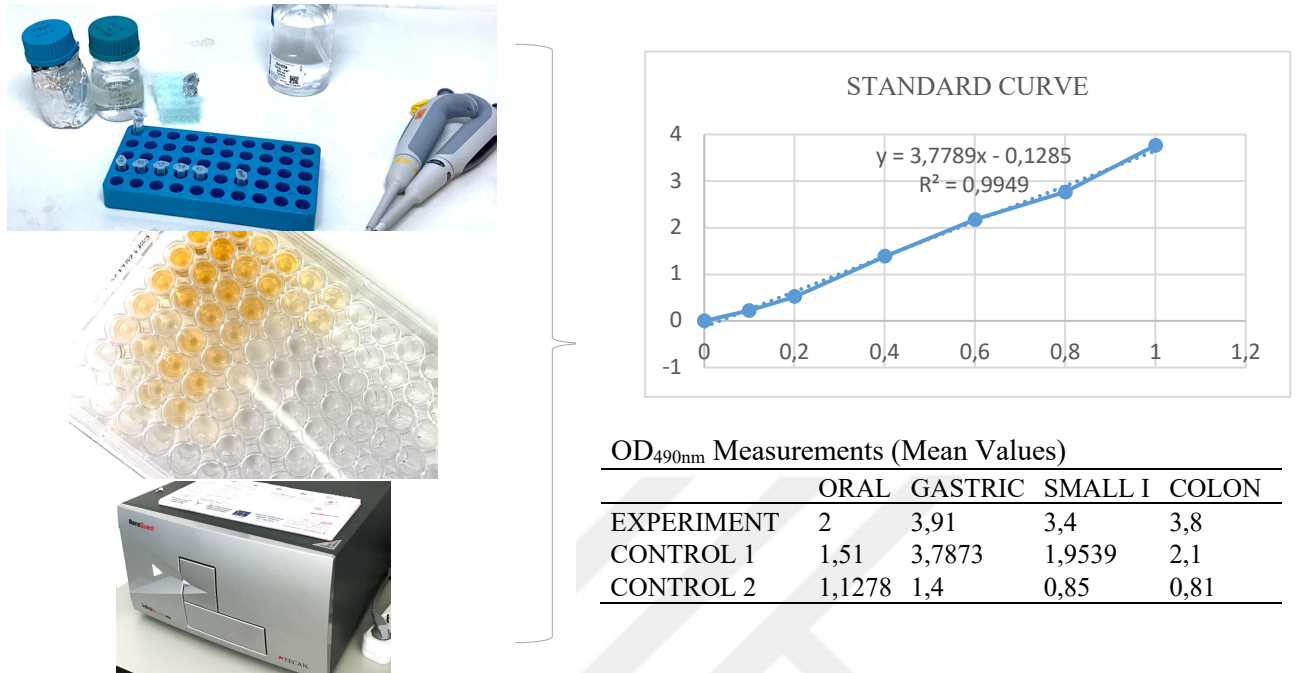 STANDARD CURVE
y = 3,7789x - 0,1285
R² = 0,9949
4
3
2
1
0
-1
0 0,2 0,4 0,6 0,8 1 1,2
OD490nm Measurements (Mean Values)
ORAL GASTRIC SMALL I COLON
EXPERIMENT 2 3,91 3,4 3,8
CONTROL 1 1,51 3,7873 1,9539 2,1
CONTROL 2 1,1278 1,4 0,85 0,81
NanoQuant
infinite
TECAN.